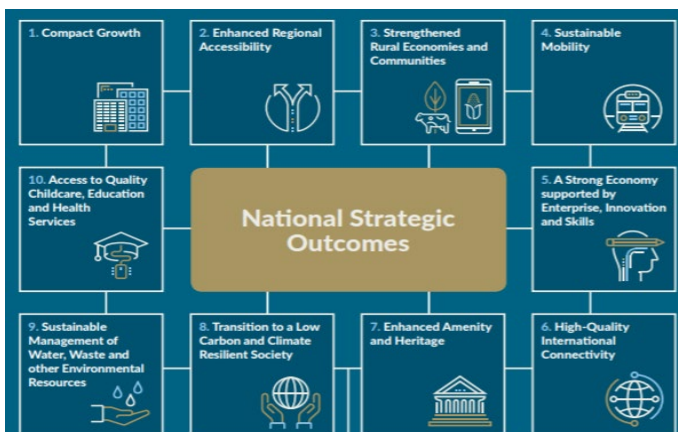 1. Compact Growth
2. Enhanced Regional
Accessibility
3. Strengthened
Rural Economies and
Communities
4. Sustainable
Mobility
10. Access to Quality
Childcare, Education
and Health
Services
National Strategic
Outcomes
5. A Strong Economy
supported by
Enterprise, Innovation
and Skills
9. Sustainable
Management of
Water, Waste and
other Environmental
Resources
8. Transition to a Low
Carbon and Climate
Resilient Society
7. Enhanced Amenity
and Heritage
6. High-Quality
International
Connectivity